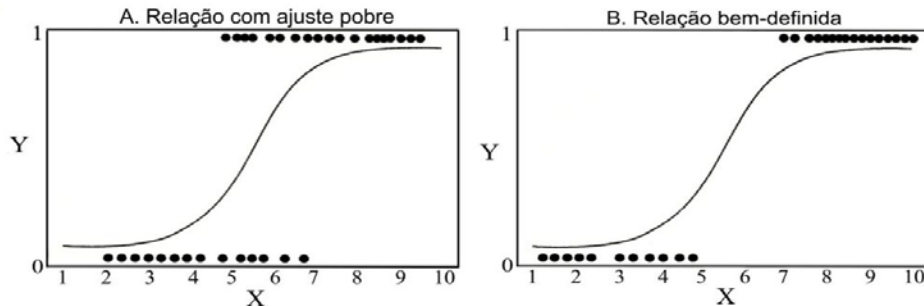 A. Relação com ajuste pobre
1
Y
0
1 2 3 4 5 6 7 8 9 10
X
B. Relação bem-definida
1
Y
0
1 2 3 4 5 6 7 8 9 10
X